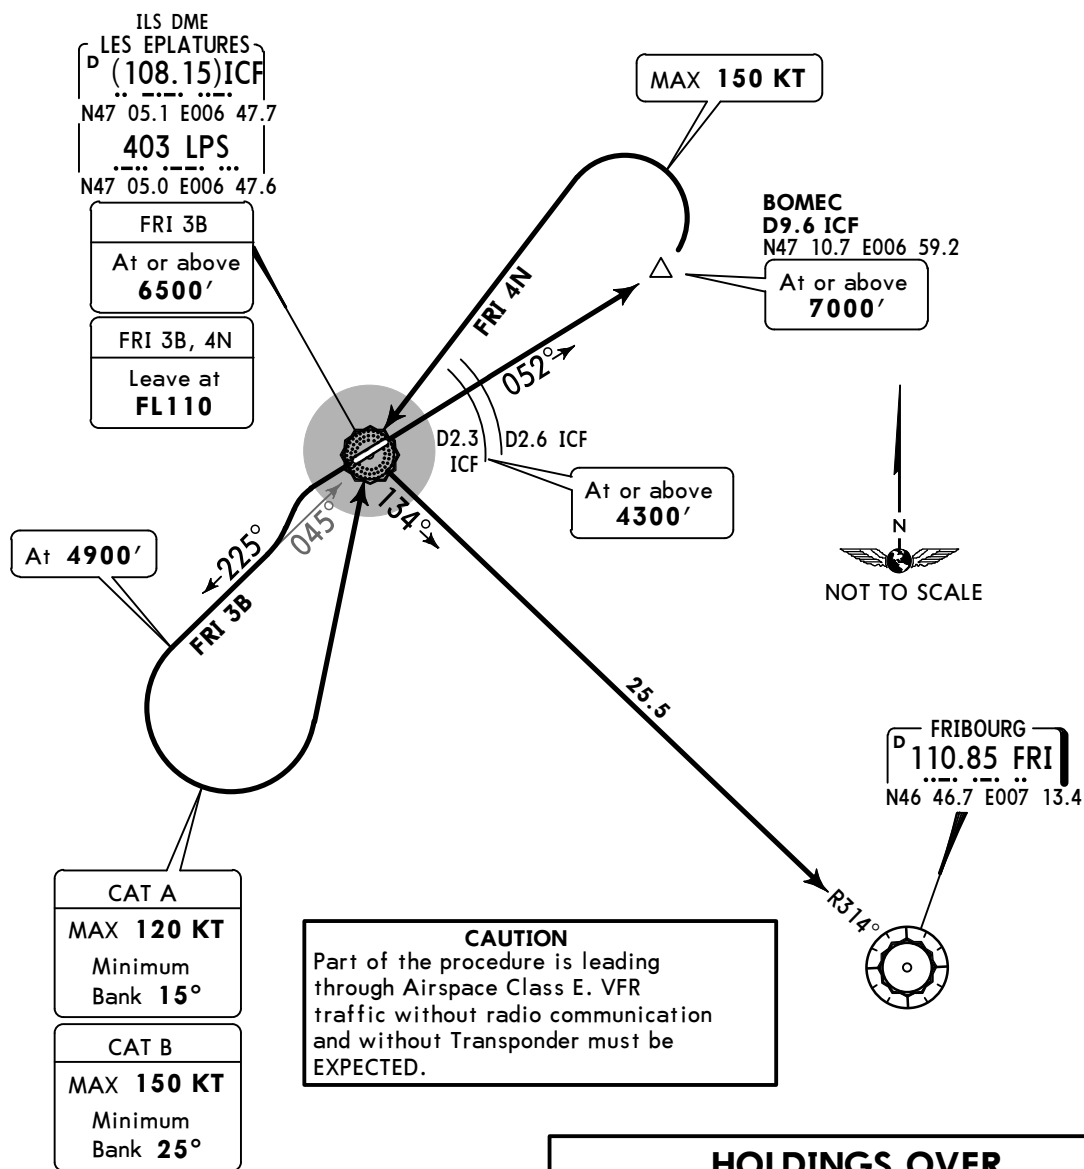 ILS DME
LES EPLATURES
D (108.15)ICF
N47 05.1 E006 47.7
403 LPS
N47 05.0 E006 47.6
FRI 3B
At or above
6500′
FRI 3B, 4N
Leave at
FL110
MAX 150 KT
BOMEC
D9.6 ICF
N47 10.7 E006 59.2
At or above
7000′
FRI 4N
052°
D2.3
ICF
D2.6 ICF
At or above
4300′
N
NOT TO SCALE
134°
045°
225°
At 4900′
FRI 3B
25.5
FRIBOURG
D 110.85 FRI
N46 46.7 E007 13.4
R314°
CAT A
MAX 120 KT
Minimum
Bank 15°
CAT B
MAX 150 KT
Minimum
Bank 25°
CAUTION
Part of the procedure is leading
through Airspace Class E. VFR
traffic without radio communication
and without Transponder must be
EXPECTED.
HOLDINGS OVER